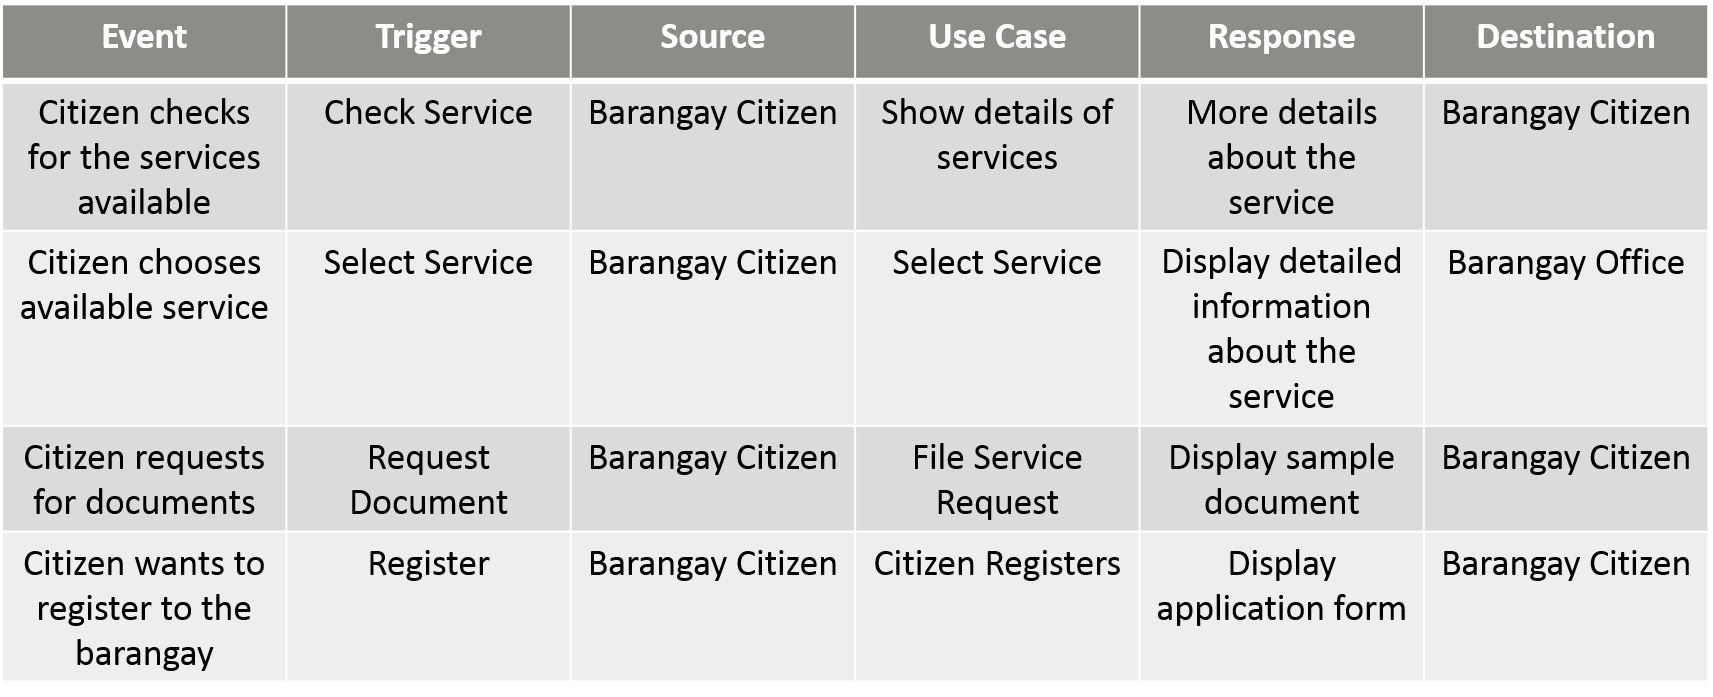 Event Trigger Source Use Case Response Destination
Citizen checks
for the services
available
Check Service
Barangay Citizen
Show details of
services
More details
about the
service
Barangay Citizen
Citizen chooses
available service
Select Service
Barangay Citizen
Select Service
Display detailed
information
about the
service
Barangay Office
Citizen requests
for documents
Request
Document
Barangay Citizen
File Service
Request
Display sample
document
Barangay Citizen
Citizen wants to
register to the
barangay
Register
Barangay Citizen
Citizen Registers
Display
application form
Barangay Citizen